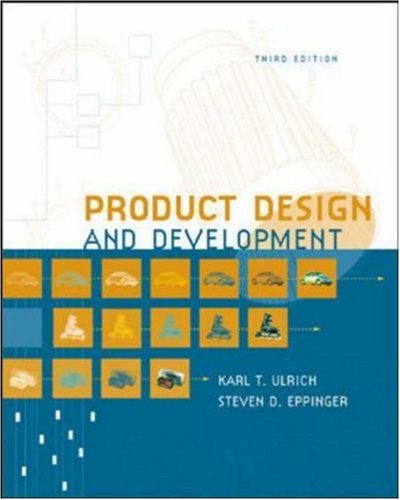 THIRD EDITION
PRODUCT DESIGN
AND DEVELOPMENT
KARL T. ULRICH
STEVEN D. EPPINGER